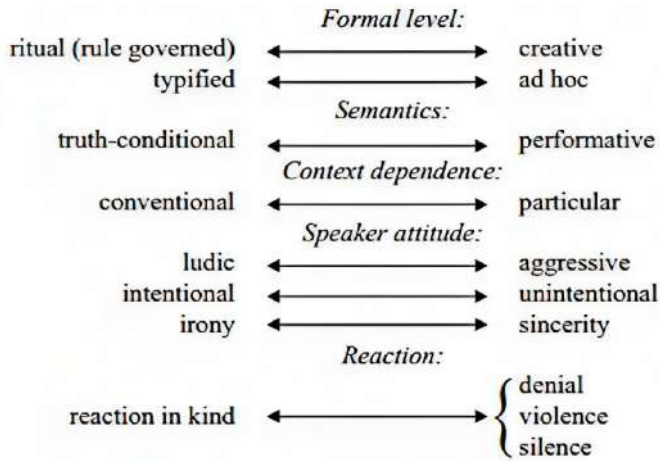 Formal level:
ritual (rule governed) creative
typified ad hoc
Semantics:
truth-conditional performative
Context dependence:
conventional particular
Speaker attitude:
ludic aggressive
intentional unintentional
irony sincerity
Reaction:
denial
reaction in kind violence
silence